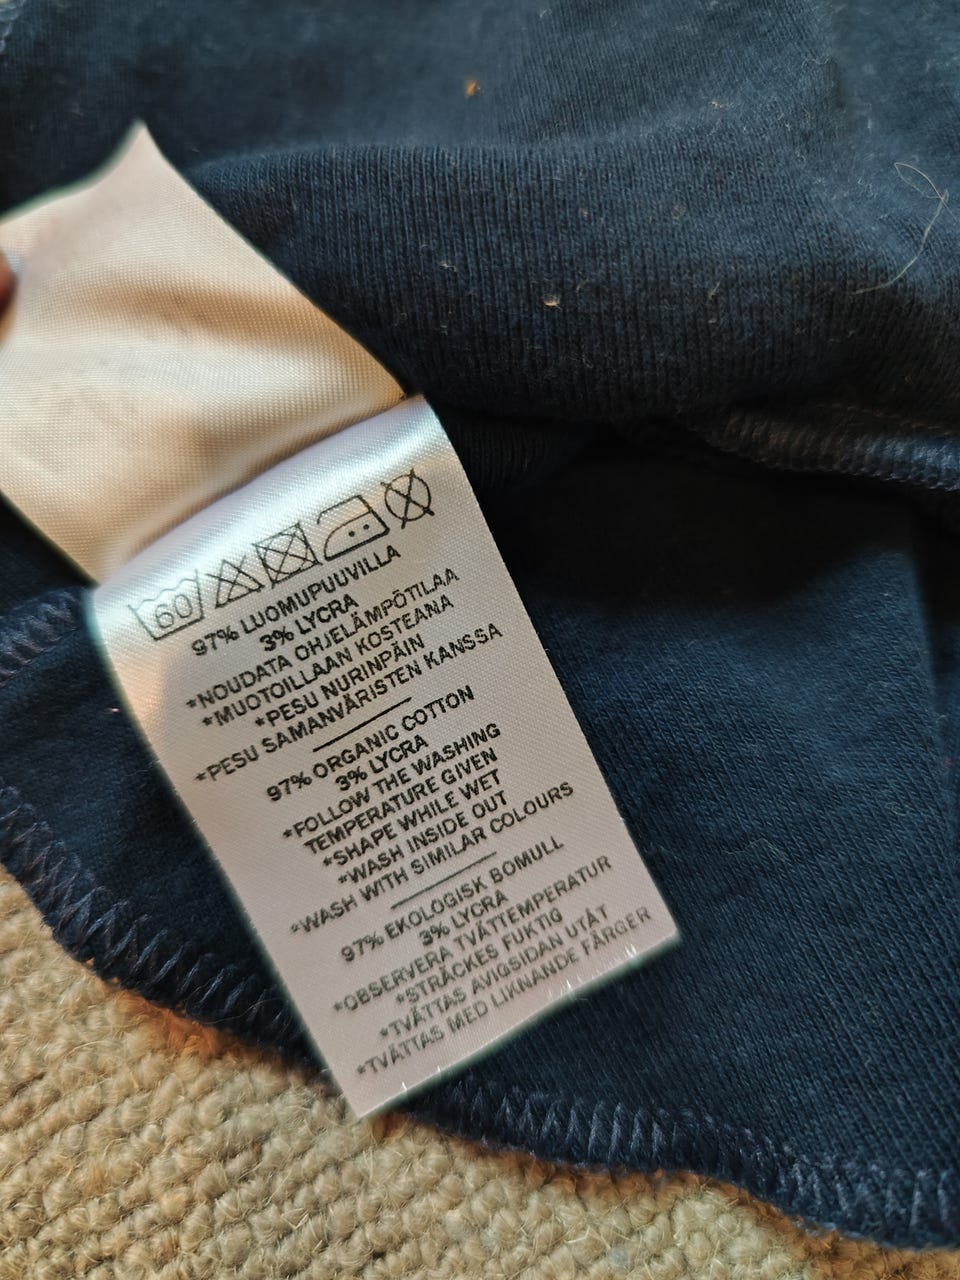 60
97% LUOMUPUUVILLA
3% LYCRA
*NOUDATA OHJELÄMPÖTILAA
*MUOTOILLAAN KOSTEANA
*PESU NURINPÄIN
*PESU SAMANVÄRISTEN KANSSA
97% ORGANIC COTTON
3% LYCRA
*FOLLOW THE WASHING
TEMPERATURE GIVEN
*SHAPE WHILE WET
*WASH INSIDE OUT
*WASH WITH SIMILAR COLOURS
97% EKOLOGISK BOMULL
3% LYCRA
*OBSERVERA TVÄTTEMPERATUR
*STRÄCKES FUKTIG
*TVÄTTAS AVIGSIDAN UTÅT
*TVÄTTAS MED LIKNANDE FÄRGER